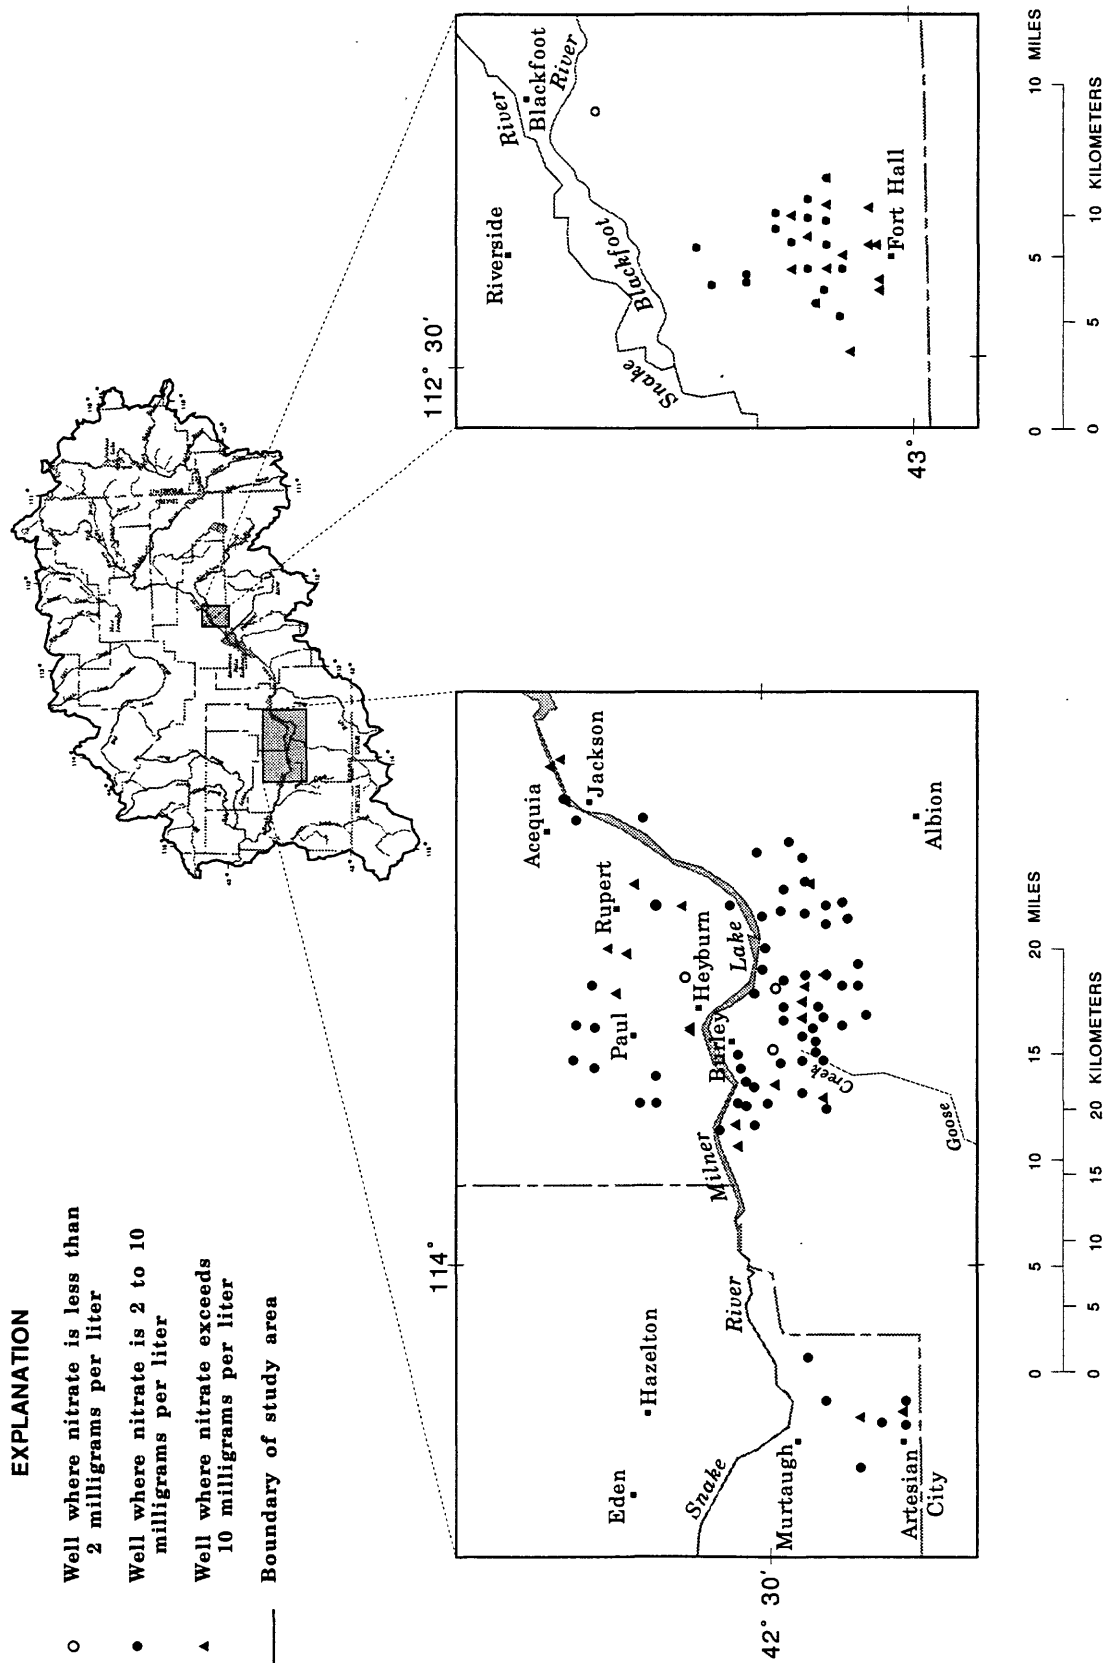 EXPLANATION
Well where nitrate is less than
2 milligrams per liter
Well where nitrate is 2 to 10
milligrams per liter
Well where nitrate exceeds
10 milligrams per liter
Boundary of study area
114°
42° 30'
Eden
Hazelton
Snake
River
Murtaugh
Artesian
City
Milner
Lake
Burley
Heyburn
Paul
Rupert
Acequia
Jackson
Albion
Goose
Creek
0 5 10 15 20 MILES
0 5 10 15 20 KILOMETERS
112° 30'
43°
Riverside
River
Blackfoot
River
Snake
Blackfoot
Fort Hall
0 5 10 MILES
0 5 10 KILOMETERS